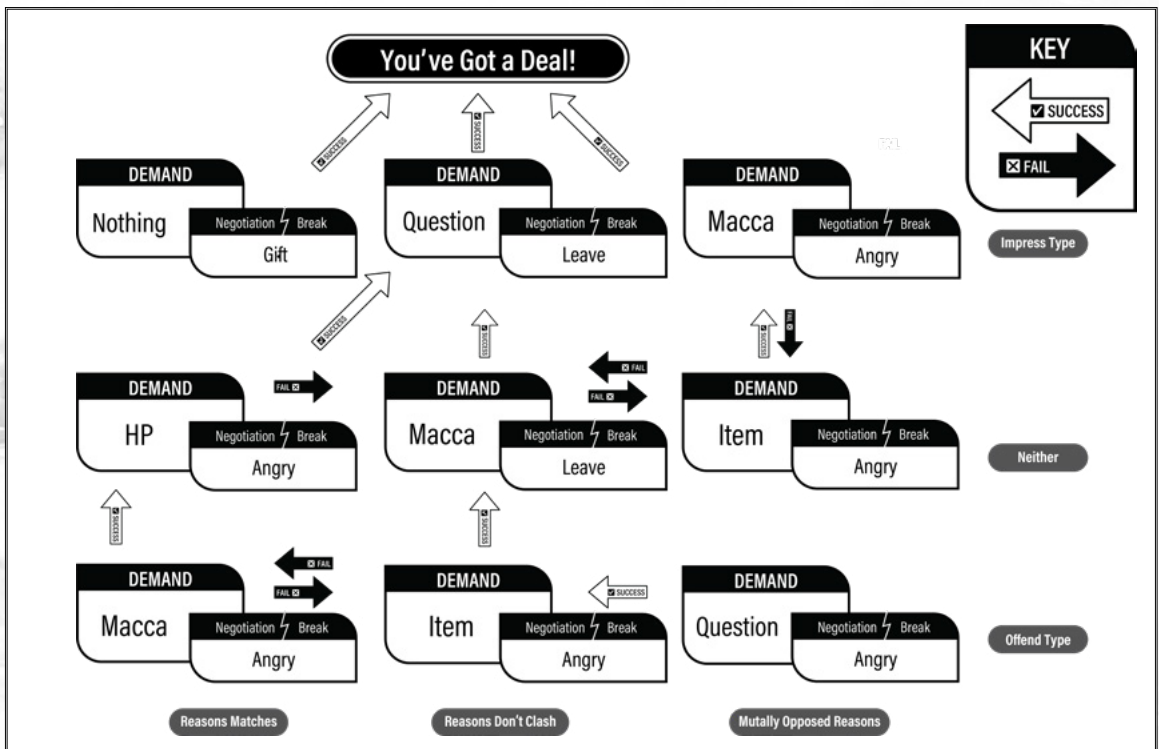 You've Got a Deal!
KEY
SUCCESS
FAIL
SUCCESS
SUCCESS
SUCCESS
DEMAND
Nothing
Negotiation Break
Gift
DEMAND
Question
Negotiation Break
Leave
DEMAND
Macca
Negotiation Break
Angry
Impress Type
SUCCESS
SUCCESS
SUCCESS
FAIL
DEMAND
HP
Negotiation Break
Angry
FAIL
DEMAND
Macca
Negotiation Break
Leave
FAIL
FAIL
DEMAND
Item
Negotiation Break
Angry
Neither
SUCCESS
SUCCESS
DEMAND
Macca
Negotiation Break
Angry
FAIL
FAIL
DEMAND
Item
Negotiation Break
Angry
SUCCESS
DEMAND
Question
Negotiation Break
Angry
Offend Type
Reasons Matches
Reasons Don't Clash
Mutally Opposed Reasons